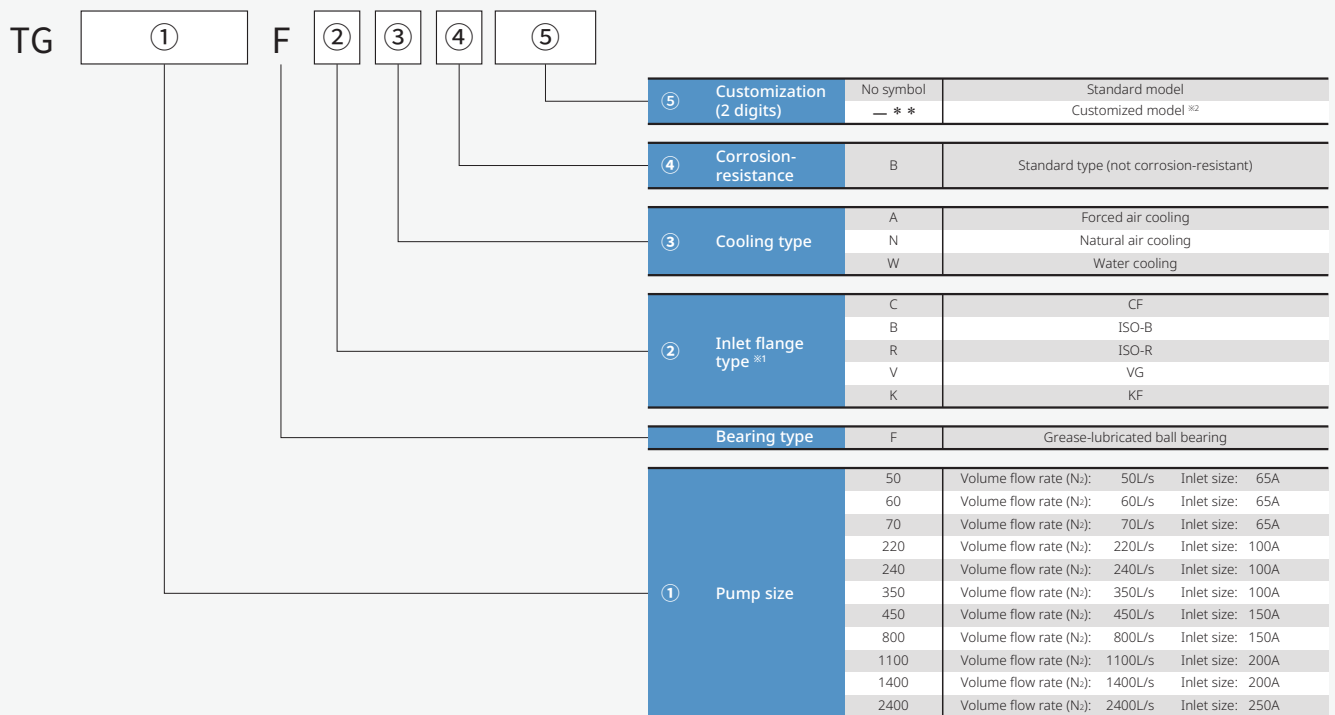 TG ① F ② ③ ④ ⑤
⑤ Customization (2 digits)
No symbol Standard model
— * * Customized model ※2
④ Corrosion-resistance
B Standard type (not corrosion-resistant)
③ Cooling type
A Forced air cooling
N Natural air cooling
W Water cooling
② Inlet flange type ※1
C CF
B ISO-B
R ISO-R
V VG
K KF
Bearing type F Grease-lubricated ball bearing
① Pump size
50 Volume flow rate (N₂): 50L/s Inlet size: 65A
60 Volume flow rate (N₂): 60L/s Inlet size: 65A
70 Volume flow rate (N₂): 70L/s Inlet size: 65A
220 Volume flow rate (N₂): 220L/s Inlet size: 100A
240 Volume flow rate (N₂): 240L/s Inlet size: 100A
350 Volume flow rate (N₂): 350L/s Inlet size: 100A
450 Volume flow rate (N₂): 450L/s Inlet size: 150A
800 Volume flow rate (N₂): 800L/s Inlet size: 150A
1100 Volume flow rate (N₂): 1100L/s Inlet size: 200A
1400 Volume flow rate (N₂): 1400L/s Inlet size: 200A
2400 Volume flow rate (N₂): 2400L/s Inlet size: 250A